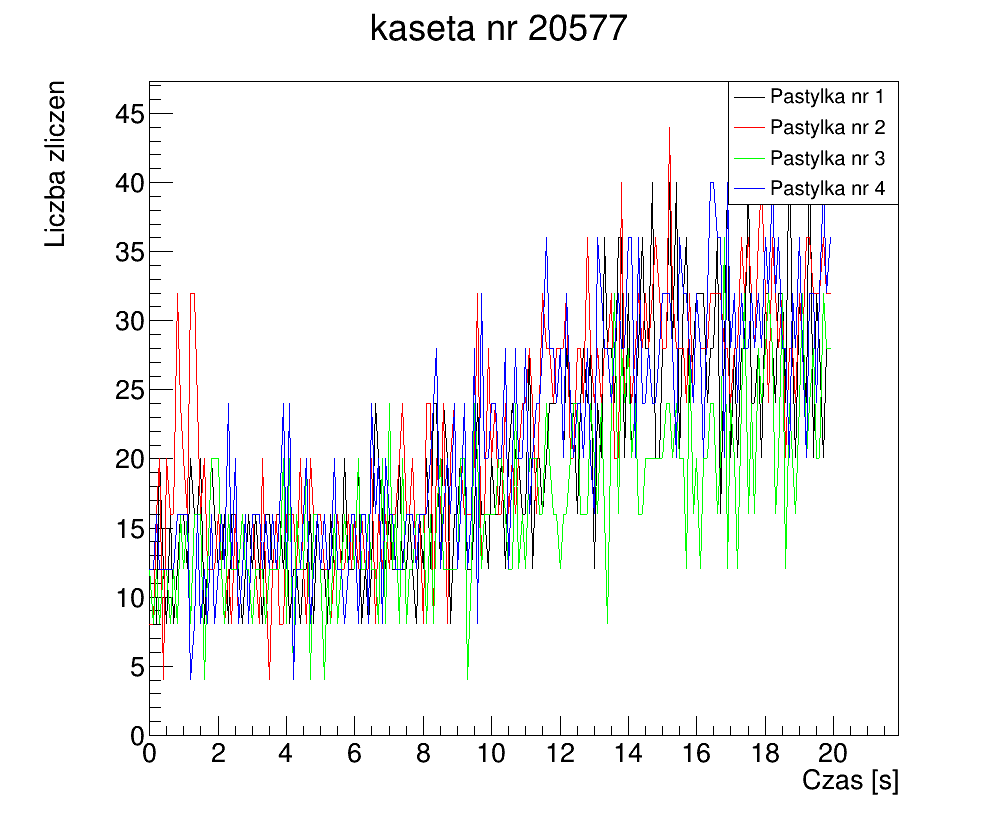 kaseta nr 20577
Liczba zliczen
45
40
35
30
25
20
15
10
5
0
Pastylka nr 1
Pastylka nr 2
Pastylka nr 3
Pastylka nr 4
0 2 4 6 8 10 12 14 16 18 20
Czas [s]